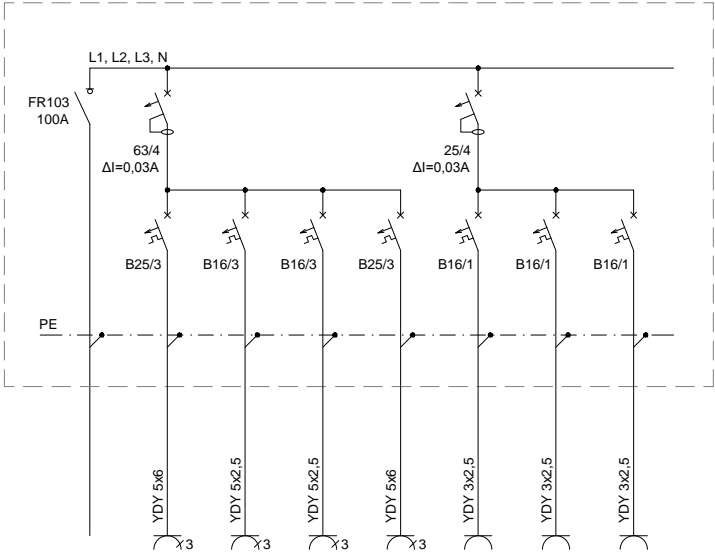 L1, L2, L3, N
FR103
100A
63/4
ΔI=0,03A
25/4
ΔI=0,03A
B25/3
B16/3
B16/3
B25/3
B16/1
B16/1
B16/1
PE
YDY 5x6
YDY 5x2,5
YDY 5x2,5
YDY 5x6
YDY 3x2,5
YDY 3x2,5
YDY 3x2,5
3
3
3
3